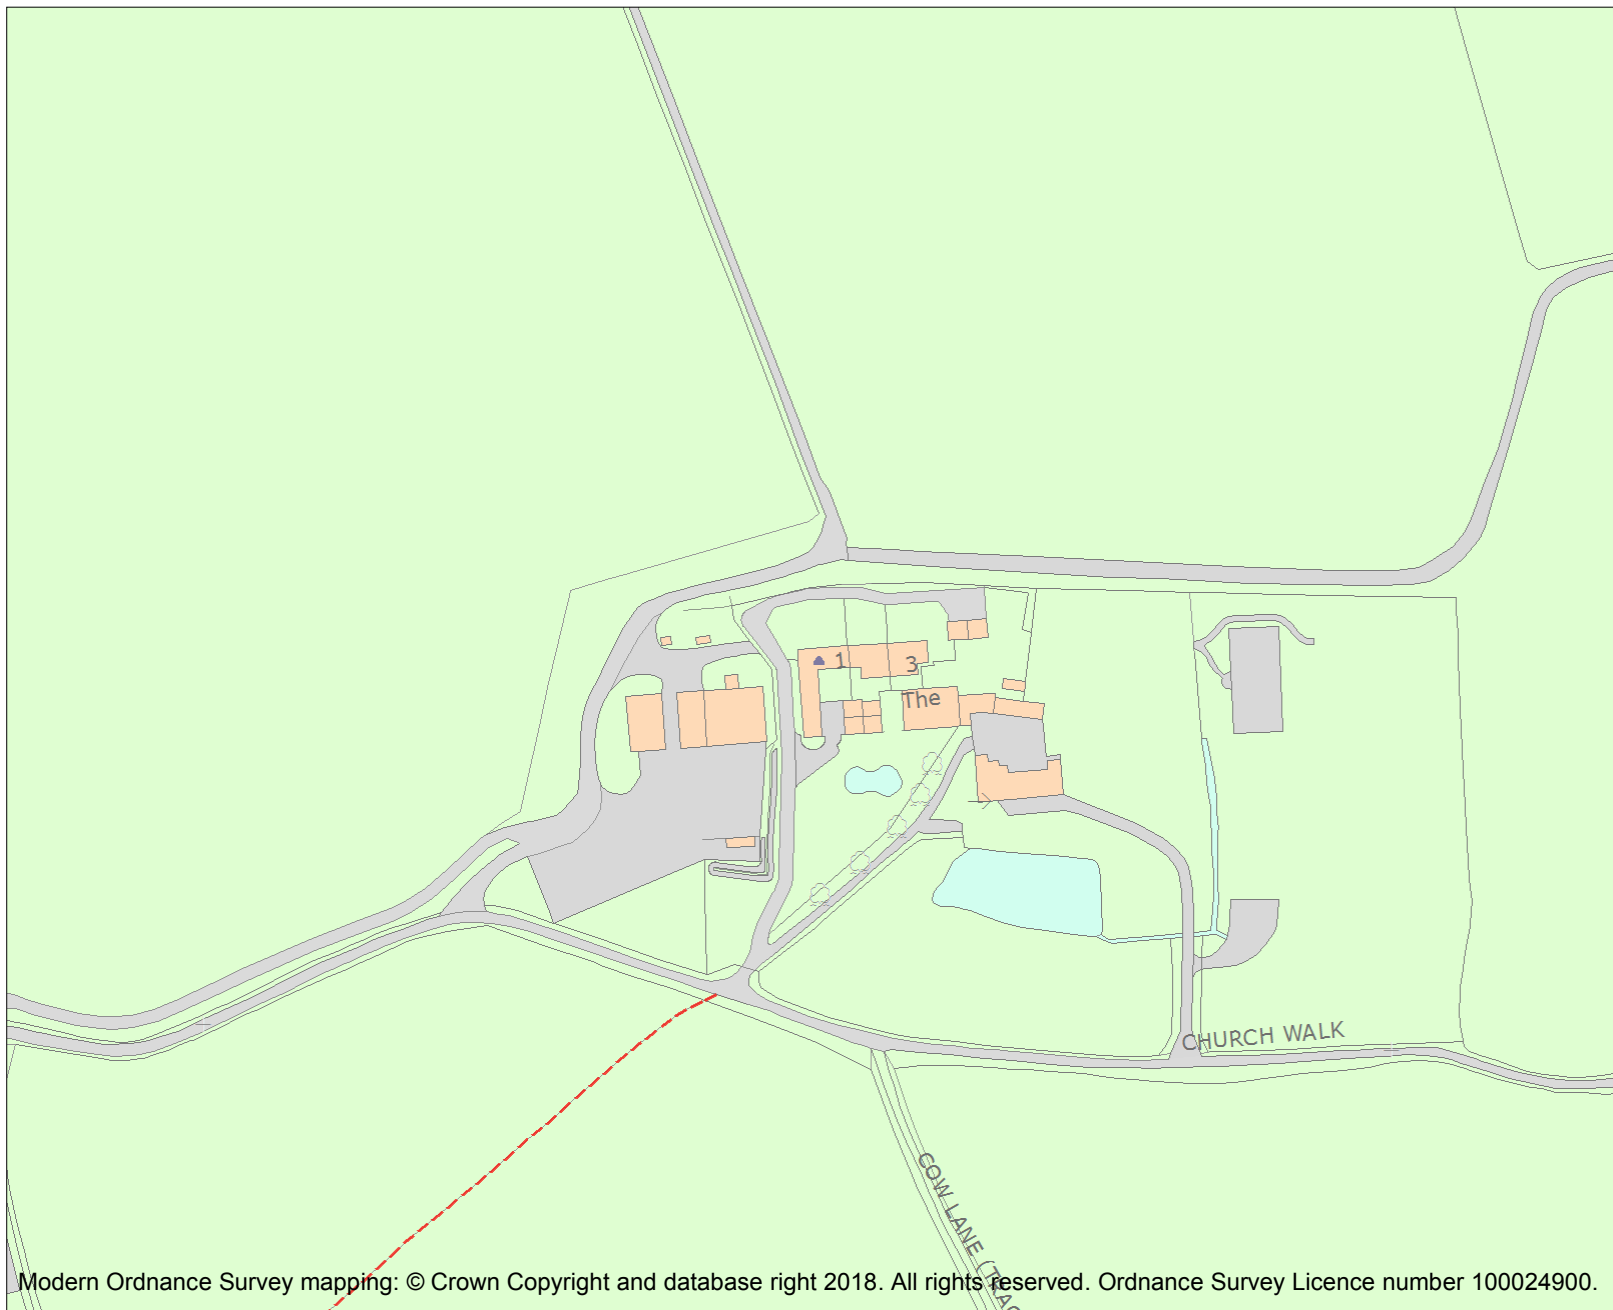 1
3
The
CHURCH WALK
COW LANE (TRAC
Modern Ordnance Survey mapping: © Crown Copyright and database right 2018. All rights reserved. Ordnance Survey Licence number 100024900.